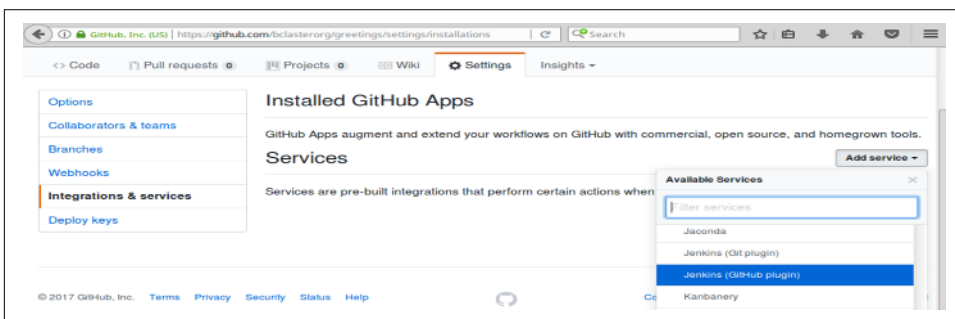 GitHub, Inc. (US) https://github.com/bclasterorg/greetings/settings/installations Search
<> Code Pull requests 0 Projects 0 Wiki Settings Insights
Options
Collaborators & teams
Branches
Webhooks
Integrations & services
Deploy keys
Installed GitHub Apps
GitHub Apps augment and extend your workflows on GitHub with commercial, open source, and homegrown tools.
Services
Add service
Services are pre-built integrations that perform certain actions when
Available Services
Filter services
Jaconda
Jenkins (Git plugin)
Jenkins (GitHub plugin)
Kanbanery
© 2017 GitHub, Inc. Terms Privacy Security Status Help